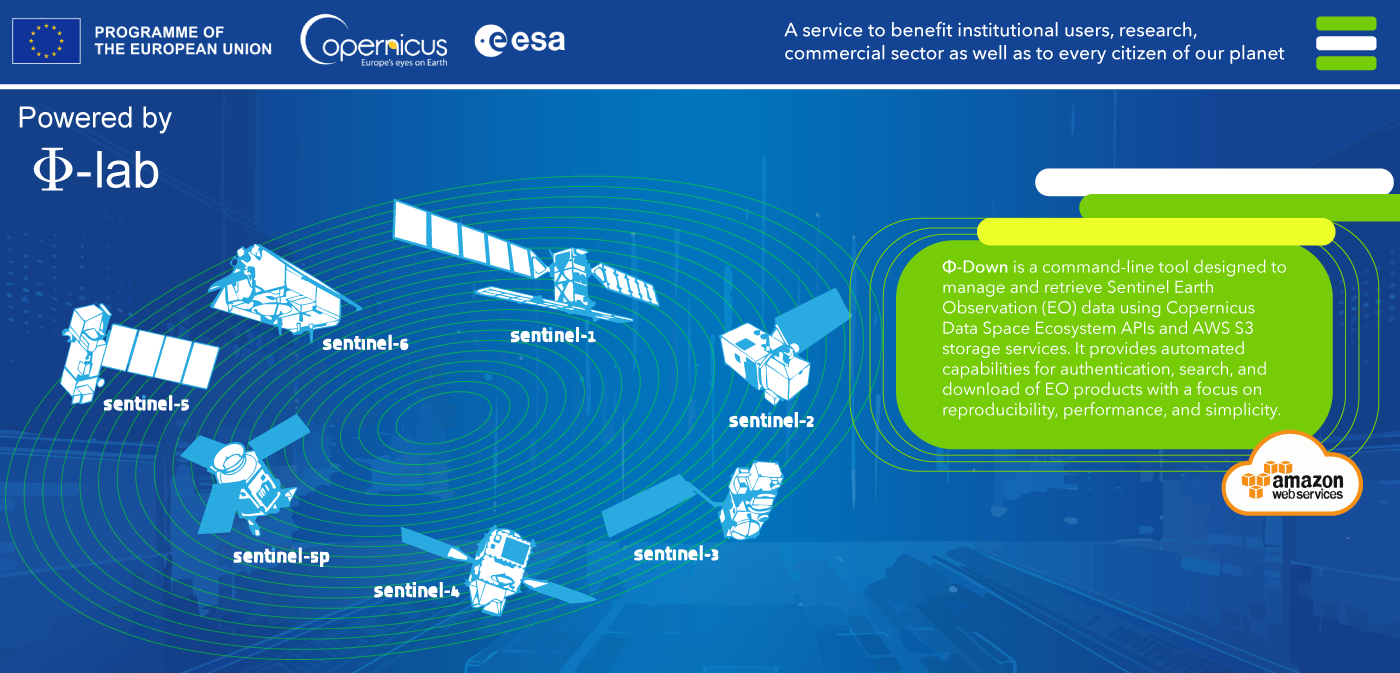 PROGRAMME OF
THE EUROPEAN UNION
opernicus
Europe's eyes on Earth
esa
A service to benefit institutional users, research,
commercial sector as well as to every citizen of our planet
Powered by
Φ-lab
sentinel-6
sentinel-1
sentinel-5
sentinel-2
sentinel-5p
sentinel-4
sentinel-3
Φ-Down is a command-line tool designed to
manage and retrieve Sentinel Earth
Observation (EO) data using Copernicus
Data Space Ecosystem APIs and AWS S3
storage services. It provides automated
capabilities for authentication, search, and
download of EO products with a focus on
reproducibility, performance, and simplicity.
amazon
web services